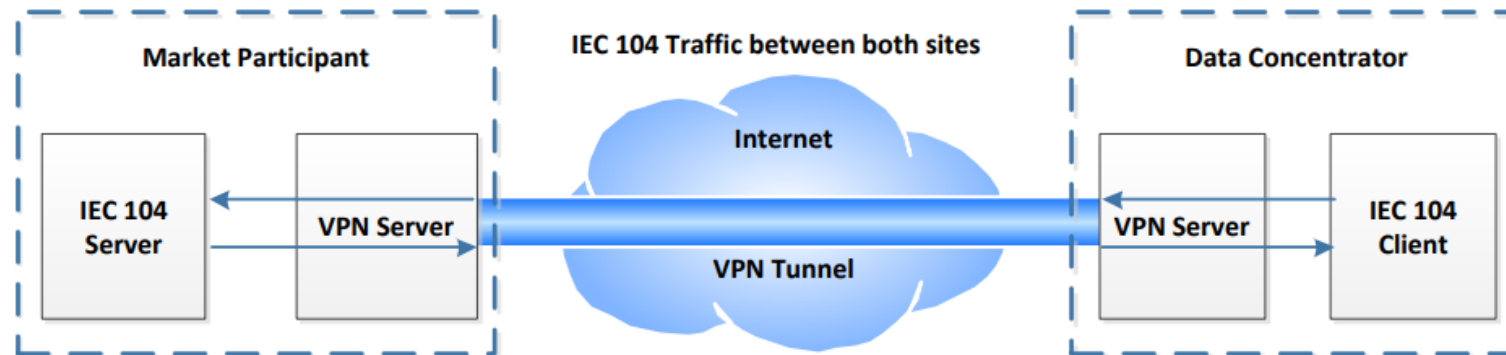 Market Participant
IEC 104 Traffic between both sites
Data Concentrator
Internet
IEC 104
Server
VPN Server
VPN Tunnel
VPN Server
IEC 104
Client